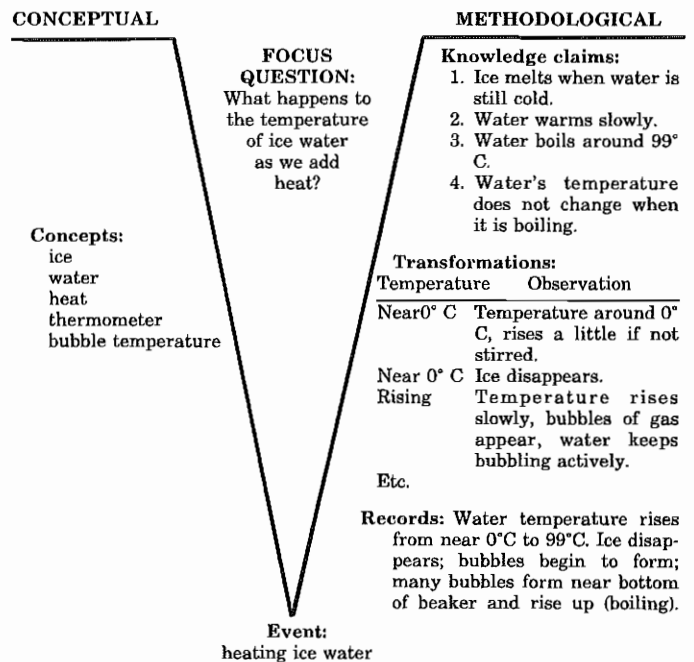 CONCEPTUAL
METHODOLOGICAL
FOCUS
QUESTION:
What happens to
the temperature
of ice water
as we add
heat?
Concepts:
ice
water
heat
thermometer
bubble temperature
Knowledge claims:
1. Ice melts when water is
still cold.
2. Water warms slowly.
3. Water boils around 99°
C.
4. Water's temperature
does not change when
it is boiling.
Transformations:
Temperature Observation
Near0° C Temperature around 0°
C, rises a little if not
stirred.
Near 0° C Ice disappears.
Rising Temperature rises
slowly, bubbles of gas
appear, water keeps
bubbling actively.
Etc.
Records: Water temperature rises
from near 0°C to 99°C. Ice disap-
pears; bubbles begin to form;
many bubbles form near bottom
of beaker and rise up (boiling).
Event:
heating ice water